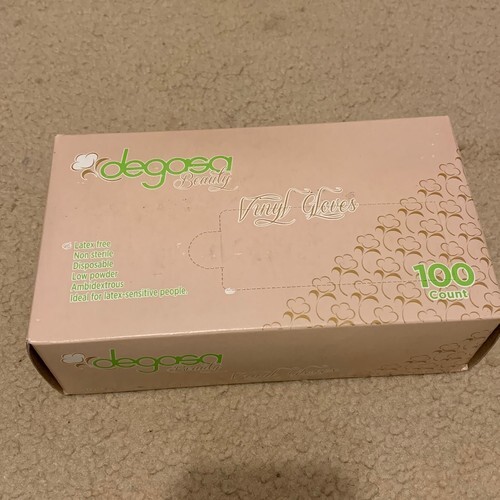 degasa
Beauty
Vinyl Gloves
Latex free
Non sterile
Disposable
Low powder
Ambidextrous
Ideal for latex-sensitive people.
100
Count
degasa